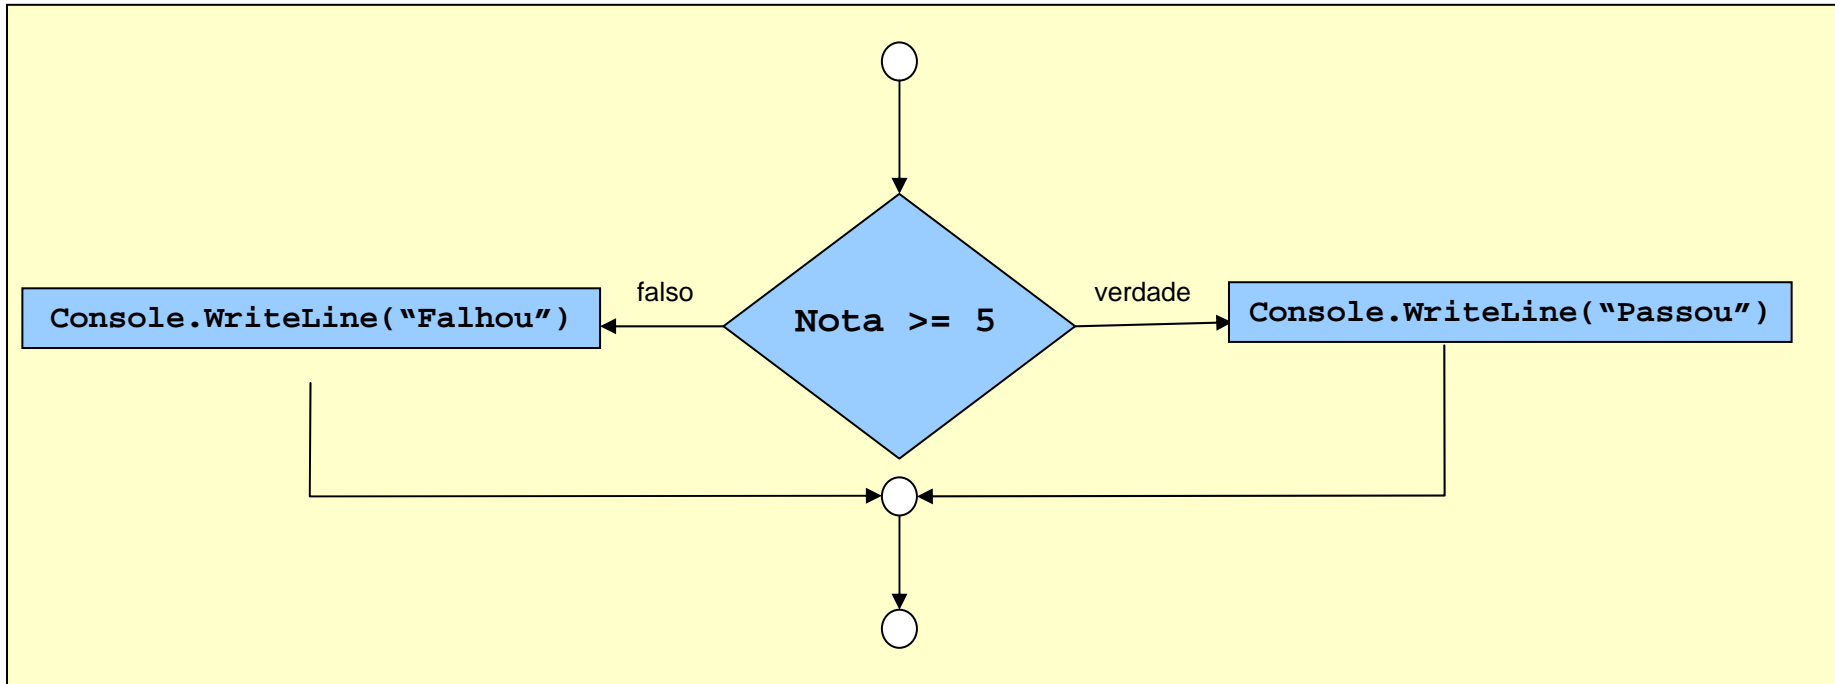 falso
verdade
Console.WriteLine(“Falhou”)
Nota >= 5
Console.WriteLine(“Passou”)